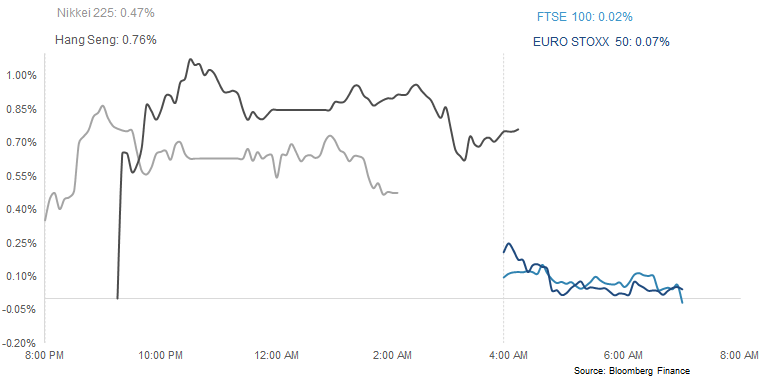 Nikkei 225: 0.47%
Hang Seng: 0.76%
FTSE 100: 0.02%
EURO STOXX 50: 0.07%
1.00%
0.85%
0.70%
0.55%
0.40%
0.25%
0.10%
-0.05%
-0.20%
8:00 PM 10:00 PM 12:00 AM 2:00 AM 4:00 AM 6:00 AM 8:00 AM
Source: Bloomberg Finance